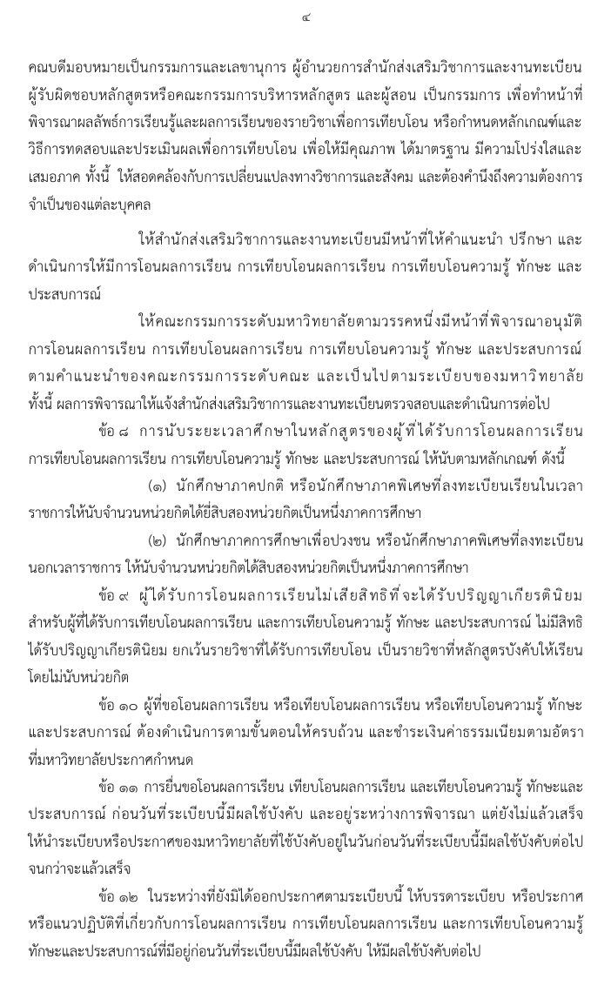 ๔
คณบดีมอบหมายเป็นกรรมการและเลขานุการ ผู้อำนวยการสำนักส่งเสริมวิชาการและงานทะเบียน
ผู้รับผิดชอบหลักสูตรหรือคณะกรรมการบริหารหลักสูตร และผู้สอน เป็นกรรมการ เพื่อทำหน้าที่
พิจารณาผลลัพธ์การเรียนรู้และผลการเรียนของรายวิชาเพื่อการเทียบโอน หรือกำหนดหลักเกณฑ์และ
วิธีการทดสอบและประเมินผลเพื่อการเทียบโอน เพื่อให้มีคุณภาพ ได้มาตรฐาน มีความโปร่งใสและ
เสมอภาค ทั้งนี้ ให้สอดคล้องกับการเปลี่ยนแปลงทางวิชาการและสังคม และต้องคำนึงถึงความต้องการ
จำเป็นของแต่ละบุคคล
ให้สำนักส่งเสริมวิชาการและงานทะเบียนมีหน้าที่ให้คำแนะนำ ปรึกษา และ
ดำเนินการให้มีการโอนผลการเรียน การเทียบโอนผลการเรียน การเทียบโอนความรู้ ทักษะ และ
ประสบการณ์
ให้คณะกรรมการระดับมหาวิทยาลัยตามวรรคหนึ่งมีหน้าที่พิจารณาอนุมัติ
การโอนผลการเรียน การเทียบโอนผลการเรียน การเทียบโอนความรู้ ทักษะ และประสบการณ์
ตามคำแนะนำของคณะกรรมการระดับคณะ และเป็นไปตามระเบียบของมหาวิทยาลัย
ทั้งนี้ ผลการพิจารณาให้แจ้งสำนักส่งเสริมวิชาการและงานทะเบียนตรวจสอบและดำเนินการต่อไป
ข้อ ๘ การนับระยะเวลาศึกษาในหลักสูตรของผู้ที่ได้รับการโอนผลการเรียน
การเทียบโอนผลการเรียน การเทียบโอนความรู้ ทักษะ และประสบการณ์ ให้นับตามหลักเกณฑ์ ดังนี้
(๑) นักศึกษาภาคปกติ หรือนักศึกษาภาคพิเศษที่ลงทะเบียนเรียนในเวลา
ราชการให้นับจำนวนหน่วยกิตได้ยี่สิบสองหน่วยกิตเป็นหนึ่งภาคการศึกษา
(๒) นักศึกษาภาคการศึกษาเพื่อปวงชน หรือนักศึกษาภาคพิเศษที่ลงทะเบียน
นอกเวลาราชการ ให้นับจำนวนหน่วยกิตได้สิบสองหน่วยกิตเป็นหนึ่งภาคการศึกษา
ข้อ ๙ ผู้ได้รับการโอนผลการเรียนไม่เสียสิทธิที่จะได้รับปริญญาเกียรตินิยม
สำหรับผู้ที่ได้รับการเทียบโอนผลการเรียน และการเทียบโอนความรู้ ทักษะ และประสบการณ์ ไม่มีสิทธิ
ได้รับปริญญาเกียรตินิยม ยกเว้นรายวิชาที่ได้รับการเทียบโอน เป็นรายวิชาที่หลักสูตรบังคับให้เรียน
โดยไม่นับหน่วยกิต
ข้อ ๑๐ ผู้ที่ขอโอนผลการเรียน หรือเทียบโอนผลการเรียน หรือเทียบโอนความรู้ ทักษะ
และประสบการณ์ ต้องดำเนินการตามขั้นตอนให้ครบถ้วน และชำระเงินค่าธรรมเนียมตามอัตรา
ที่มหาวิทยาลัยประกาศกำหนด
ข้อ ๑๑ การยื่นขอโอนผลการเรียน เทียบโอนผลการเรียน และเทียบโอนความรู้ ทักษะและ
ประสบการณ์ ก่อนวันที่ระเบียบนี้มีผลใช้บังคับ และอยู่ระหว่างการพิจารณา แต่ยังไม่แล้วเสร็จ
ให้นำระเบียบหรือประกาศของมหาวิทยาลัยที่ใช้บังคับอยู่ในวันก่อนวันที่ระเบียบนี้มีผลใช้บังคับต่อไป
จนกว่าจะแล้วเสร็จ
ข้อ ๑๒ ในระหว่างที่ยังมิได้ออกประกาศตามระเบียบนี้ ให้บรรดาระเบียบ หรือประกาศ
หรือแนวปฏิบัติที่เกี่ยวกับการโอนผลการเรียน การเทียบโอนผลการเรียน และการเทียบโอนความรู้
ทักษะและประสบการณ์ที่มีอยู่ก่อนวันที่ระเบียบนี้มีผลใช้บังคับ ให้มีผลใช้บังคับต่อไป